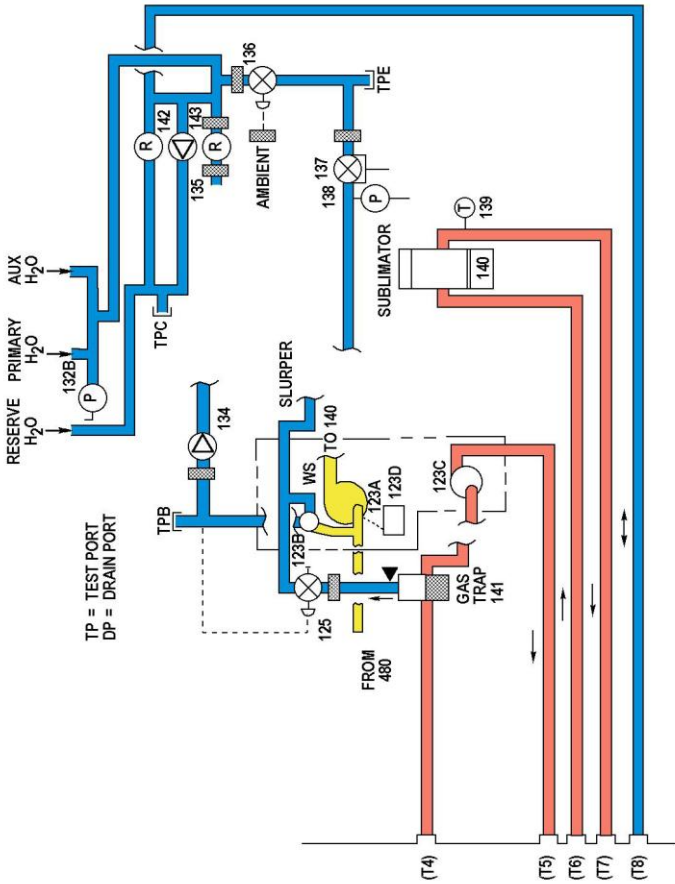 TP = TEST PORT
DP = DRAIN PORT
RESERVE H2O
PRIMARY H2O
AUX H2O
132B
P
TPC
R
142
143
135
R
136
AMBIENT
TPE
137
138
P
TPB
134
SLURPER
TO 140
WS
123A
123D
123B
123C
125
FROM 480
GAS TRAP 141
SUBLIMATOR
140
T
139
(T4)
(T5)
(T6)
(T7)
(T8)